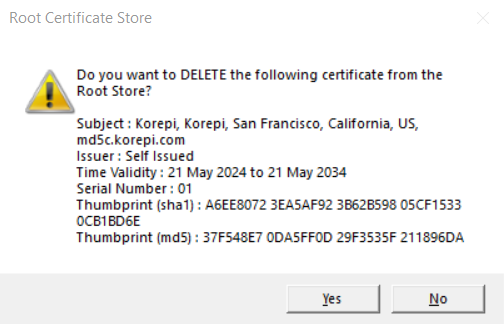 Root Certificate Store
Do you want to DELETE the following certificate from the
Root Store?
Subject : Korepi, Korepi, San Francisco, California, US,
md5c.korepi.com
Issuer : Self Issued
Time Validity : 21 May 2024 to 21 May 2034
Serial Number : 01
Thumbprint (sha1) : A6EE8072 3EA5AF92 3B62B598 05CF1533
0CB1BD6E
Thumbprint (md5) : 37F548E7 0DA5FF0D 29F3535F 211896DA
Yes
No